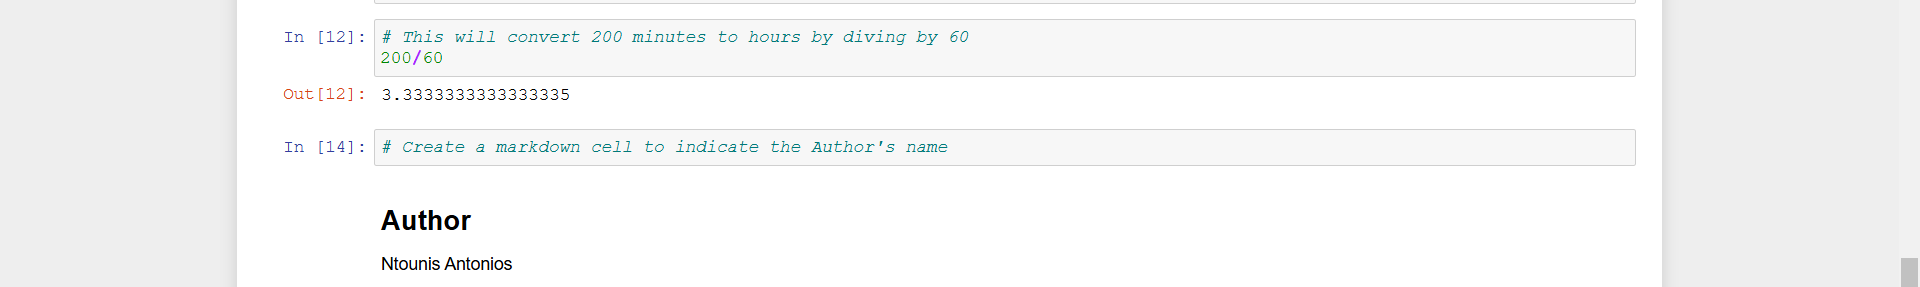 In [12]: # This will convert 200 minutes to hours by diving by 60
200/60
Out[12]: 3.3333333333333335
In [14]: # Create a markdown cell to indicate the Author's name
Author
Ntounis Antonios